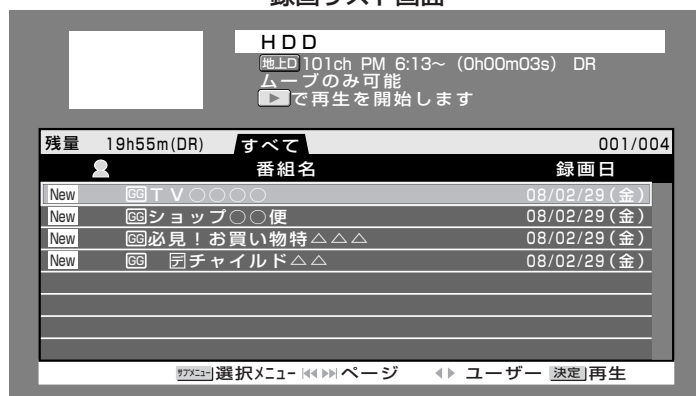 録画リスト画面
HDD
地上D 101ch PM 6:13~ (0h00m03s) DR
ムーブのみ可能
▶で再生を開始します
残量 19h55m(DR) すべて 001/004
番組名 録画日
New GG TV○○○○ 08/02/29(金)
New GG ショップ○○便 08/02/29(金)
New GG 必見!お買い物特△△△ 08/02/29(金)
New GG デチャイルド△△ 08/02/29(金)
サブメニュー 選択メニュー ⏮⏭ページ ◀▶ ユーザー 決定 再生